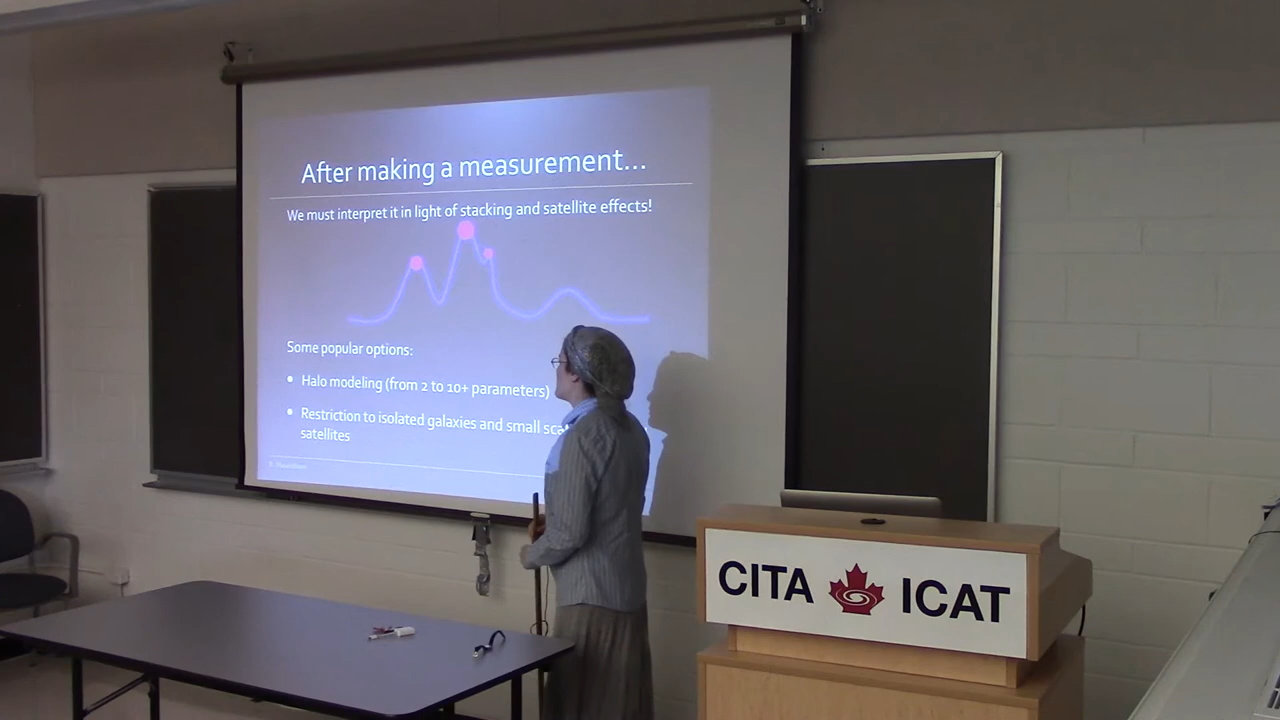 After making a measurement...
We must interpret it in light of stacking and satellite effects!
Some popular options:
• Halo modeling (from 2 to 10+ parameters)
• Restriction to isolated galaxies and small
satellites
CITA ICAT